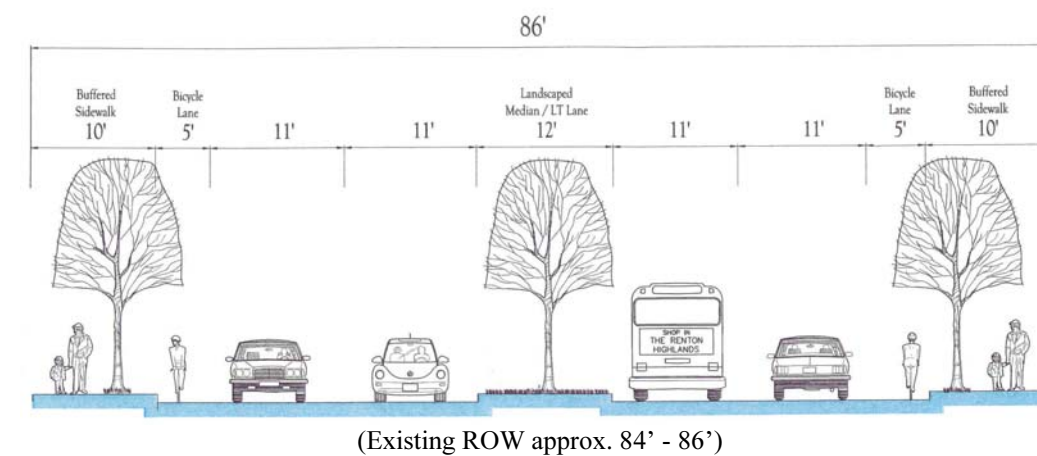 86'
Buffered
Sidewalk
10'
Bicycle
Lane
5'
11'
11'
Landscaped
Median / LT Lane
12'
11'
11'
Bicycle
Lane
5'
Buffered
Sidewalk
10'
SHOP IN
THE RENTON
HIGHLANDS
(Existing ROW approx. 84’ - 86’)